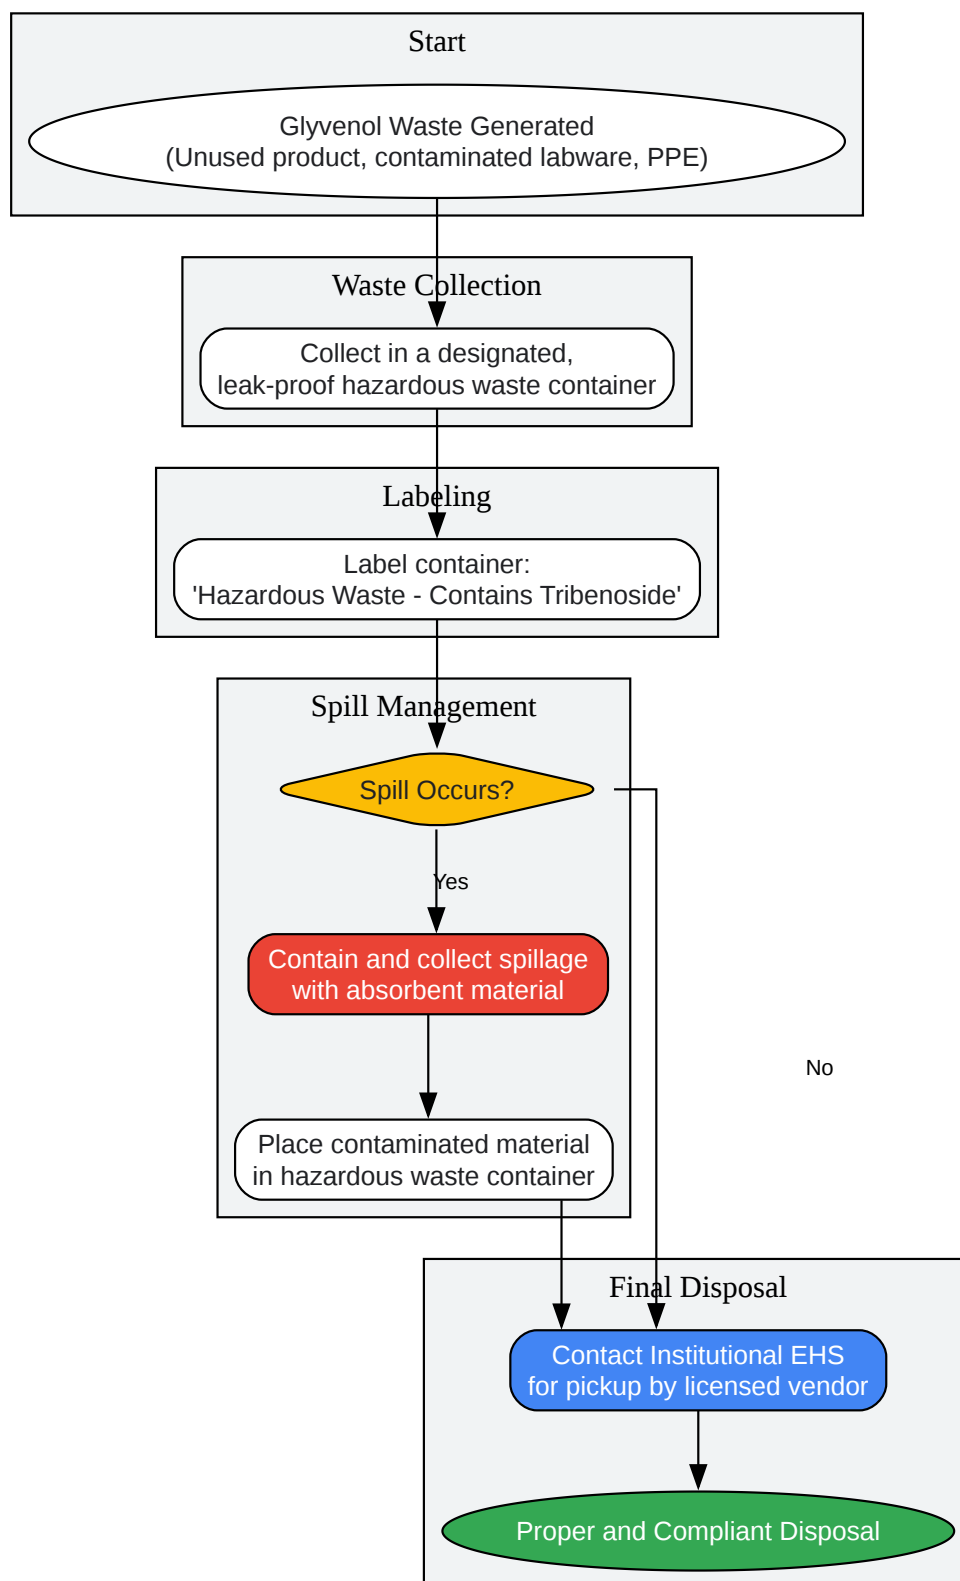 Start
Glyvenol Waste Generated
(Unused product, contaminated labware, PPE)
Waste Collection
Collect in a designated,
leak-proof hazardous waste container
Labeling
Label container:
'Hazardous Waste - Contains Tribenoside'
Spill Management
Spill Occurs?
Yes
Contain and collect spillage
with absorbent material
No
Place contaminated material
in hazardous waste container
Final Disposal
Contact Institutional EHS
for pickup by licensed vendor
Proper and Compliant Disposal